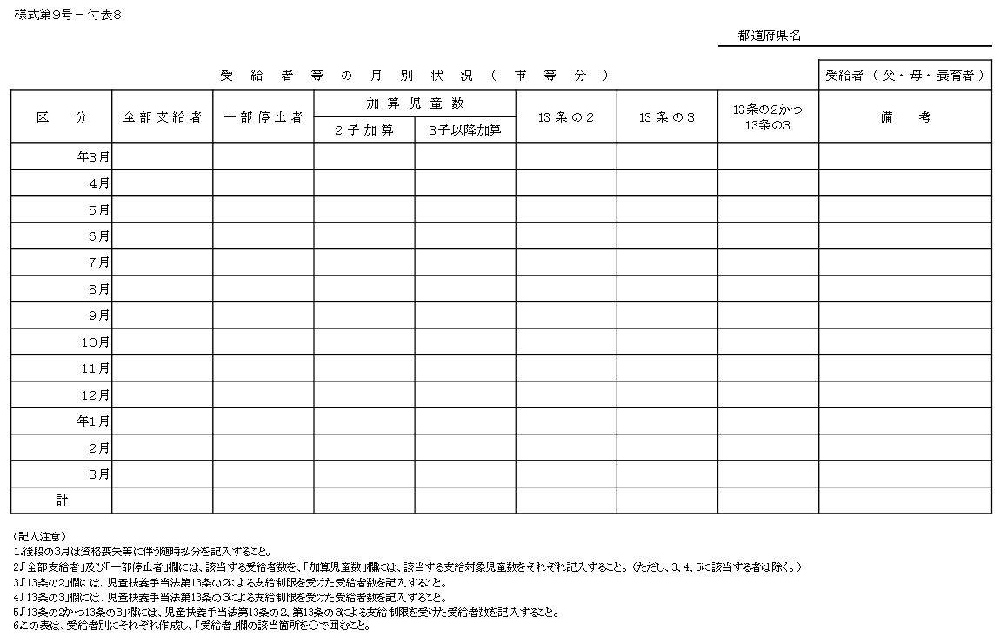 様式第９号－付表８
都道府県名
受給者等の月別状況（市等分）
受給者（父・母・養育者）
区　分　全部支給者　一部停止者　加算児童数　13条の２　13条の３　13条の２かつ　備　考
２子加算　３子以降加算　13条の３
年３月
４月
５月
６月
７月
８月
９月
10月
11月
12月
年１月
２月
３月
計
（記入注意）
１．後段の３月は資格喪失等に伴う随時払分を記入すること。
２．「全部支給者」及び「一部停止者」欄には、該当する受給者数を、「加算児童数」欄には、該当する支給対象児童数をそれぞれ記入すること。（ただし、３、４、５に該当する者は除く。）
３．「13条の２」欄には、児童扶養手当法第13条の２による支給制限を受けた受給者数を記入すること。
４．「13条の３」欄には、児童扶養手当法第13条の３による支給制限を受けた受給者数を記入すること。
５．「13条の２かつ13条の３」欄には、児童扶養手当法第13条の２、第13条の３による支給制限を受けた受給者数を記入すること。
６．この表は、受給者別にそれぞれ作成し、「受給者」欄の該当箇所を〇で囲むこと。